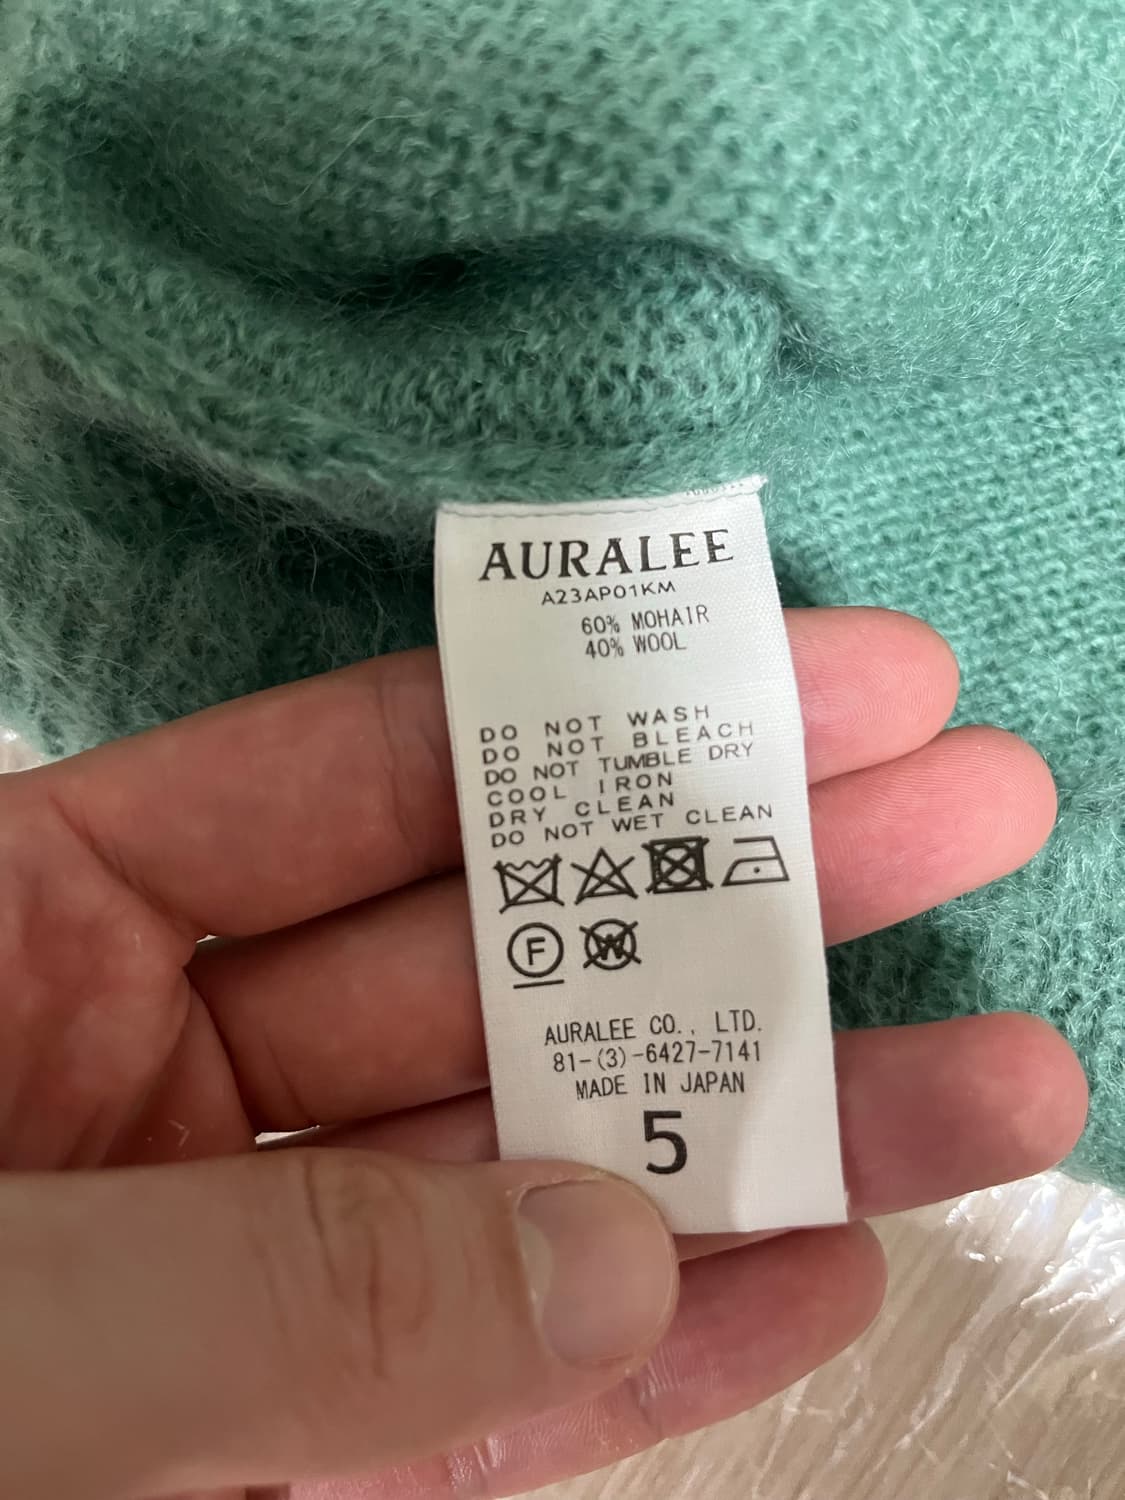 AURALEE
A23AP01KM
60% MOHAIR
40% WOOL
DO NOT WASH
DO NOT BLEACH
DO NOT TUMBLE DRY
COOL IRON
DRY CLEAN
DO NOT WET CLEAN
F W
AURALEE CO., LTD.
81-(3)-6427-7141
MADE IN JAPAN
5